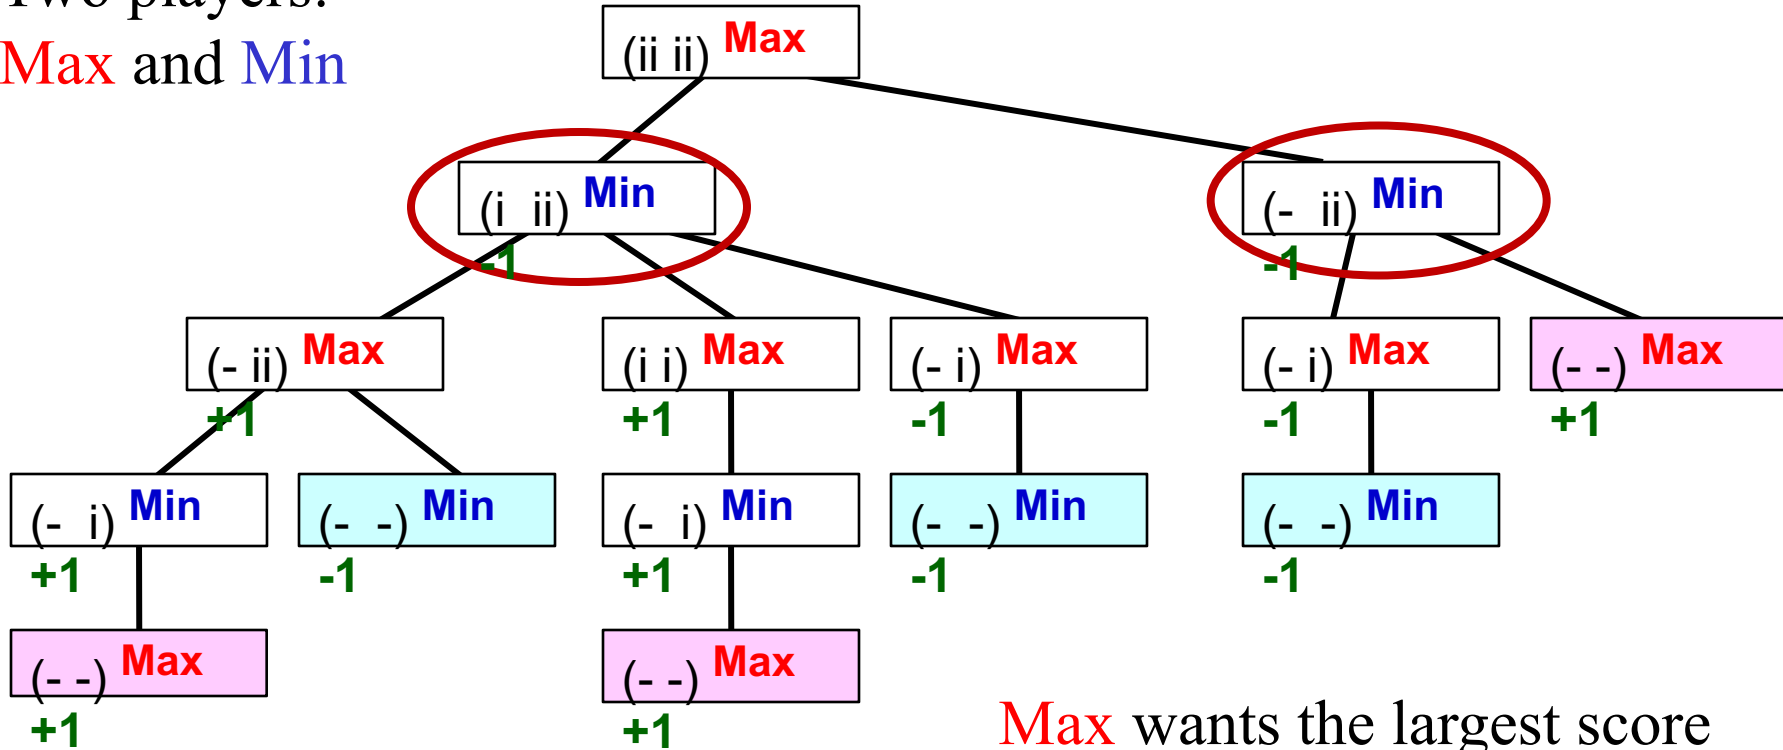 Two players:
Max and Min
(ii ii) Max
(i ii) Min
-1
(- ii) Min
-1
(- ii) Max
+1
(i i) Max
+1
(- i) Max
-1
(- i) Max
-1
(- -) Max
+1
(- i) Min
+1
(- -) Min
-1
(- i) Min
+1
(- -) Min
-1
(- -) Min
-1
(- -) Max
+1
(- -) Max
+1
Max wants the largest score